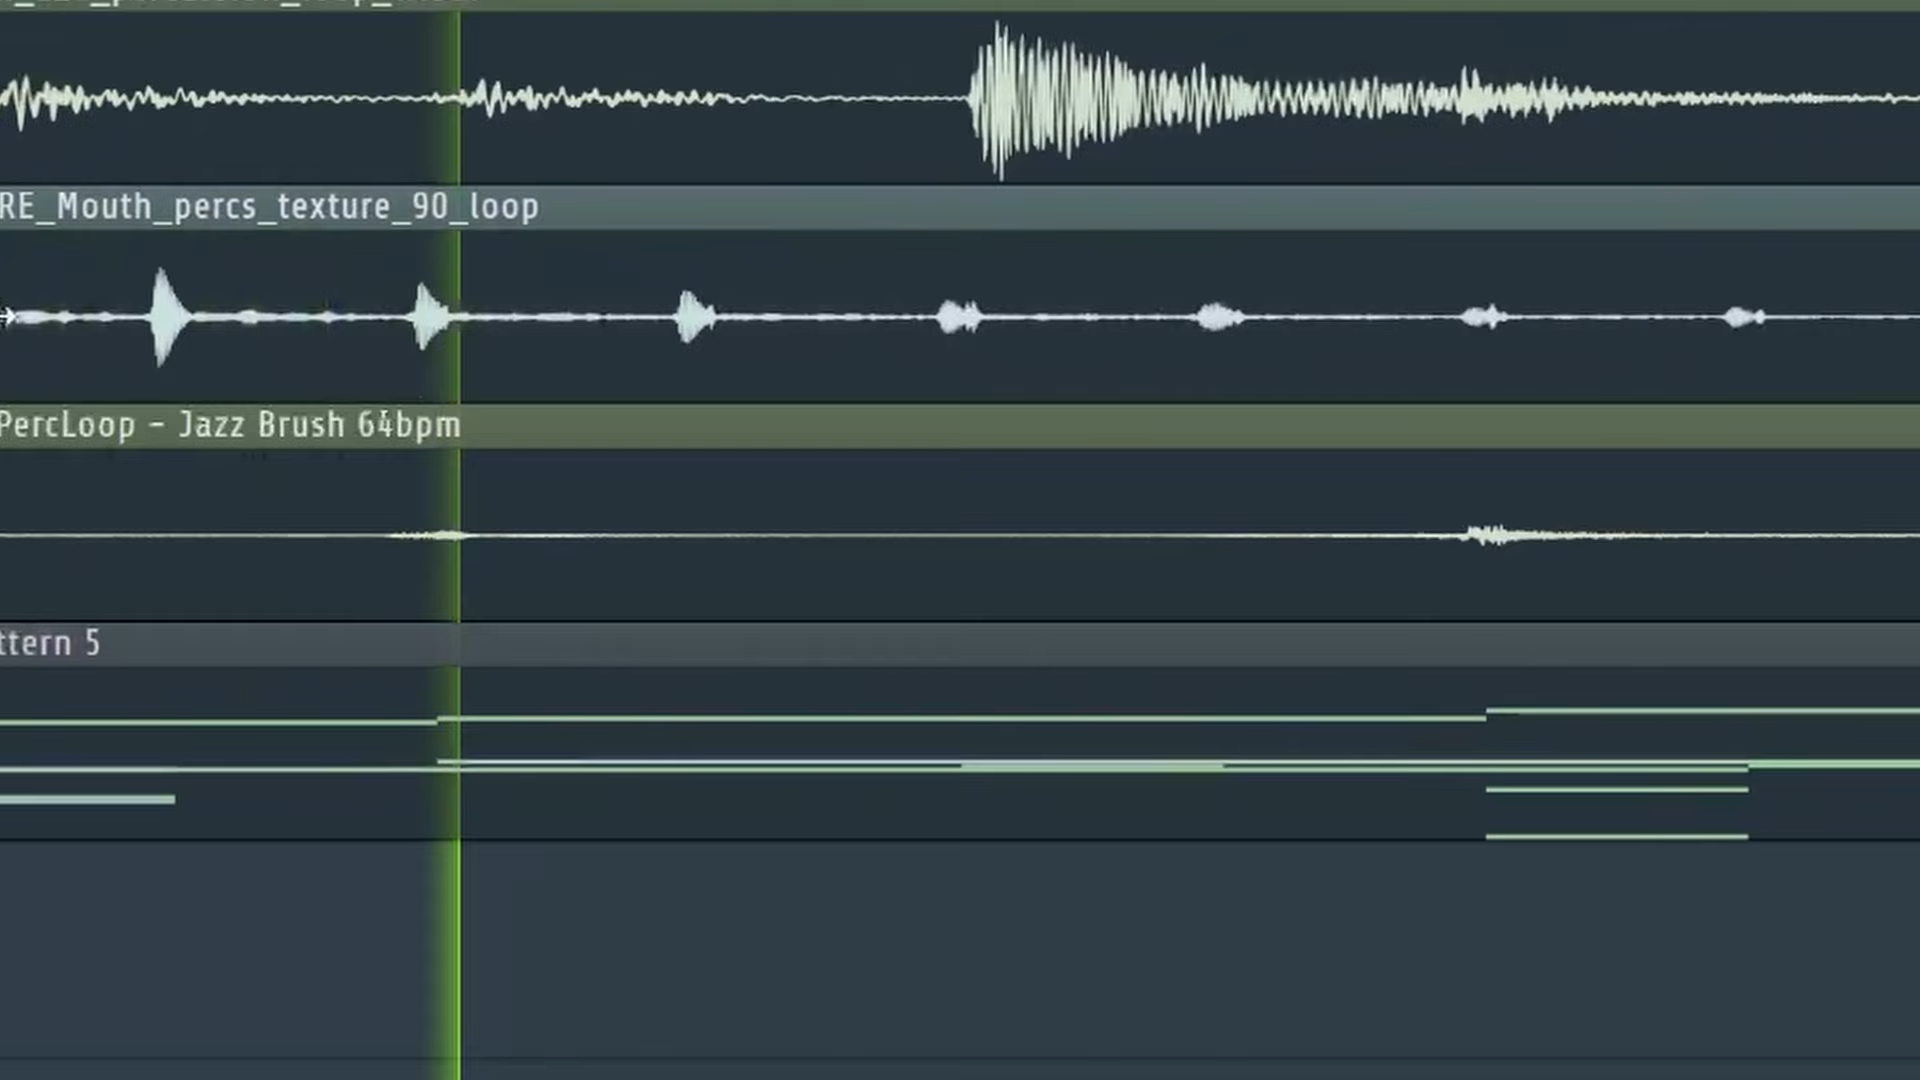 RE_Mouth_percs_texture_90_loop
PercLoop - Jazz Brush 64bpm
ttern 5